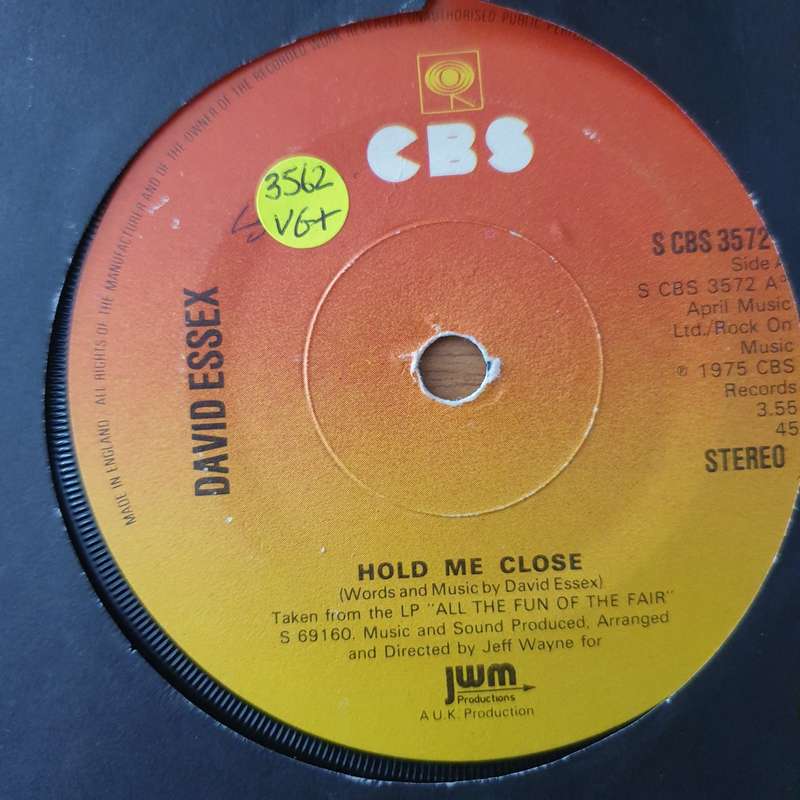 MADE IN ENGLAND ALL RIGHTS OF THE MANUFACTURER AND OF THE OWNER OF THE RECORDED WORK RESERVED UNAUTHORISED PUBLIC
CBS
3562
VG+
DAVID ESSEX
S CBS 3572
Side A
S CBS 3572 A°
April Music
Ltd./Rock On
Music
℗ 1975 CBS
Records
3.55
45
STEREO
HOLD ME CLOSE
(Words and Music by David Essex)
Taken from the LP "ALL THE FUN OF THE FAIR"
S 69160. Music and Sound Produced, Arranged
and Directed by Jeff Wayne for
jwm
Productions
A U.K. Production